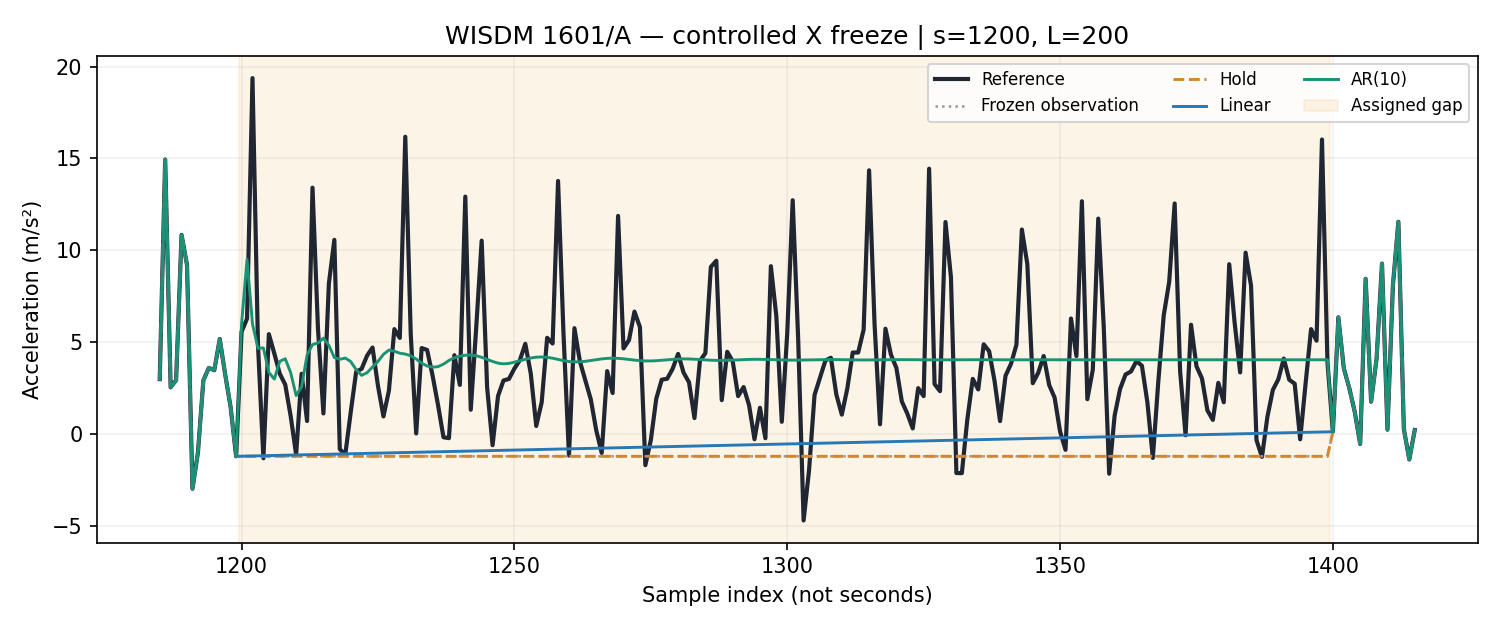 WISDM 1601/A — controlled X freeze | s=1200, L=200
Acceleration (m/s²)
20
15
10
5
0
−5
Reference
Frozen observation
Hold
Linear
AR(10)
Assigned gap
1200
1250
1300
1350
1400
Sample index (not seconds)